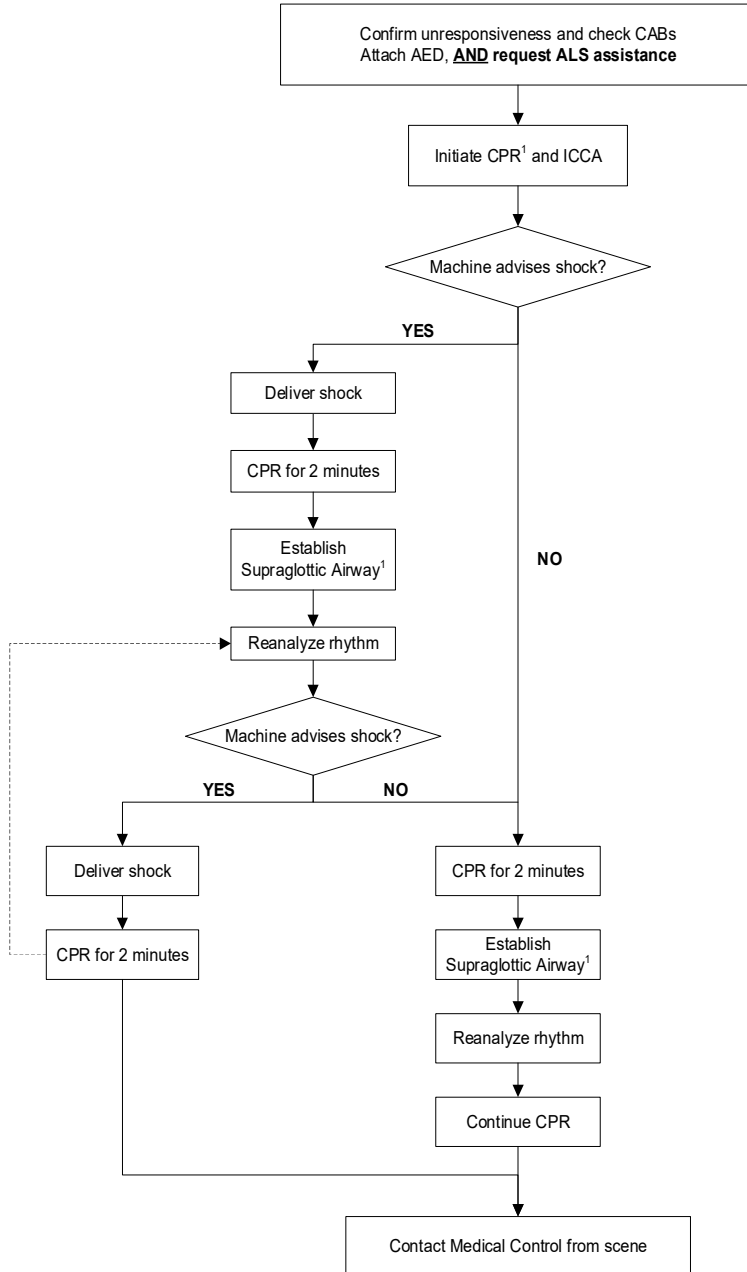 Confirm unresponsiveness and check CABs
Attach AED, AND request ALS assistance
Initiate CPR¹ and ICCA
Machine advises shock?
YES
Deliver shock
CPR for 2 minutes
Establish
Supraglottic Airway¹
NO
Reanalyze rhythm
Machine advises shock?
YES
NO
Deliver shock
CPR for 2 minutes
CPR for 2 minutes
Establish
Supraglottic Airway¹
Reanalyze rhythm
Continue CPR
Contact Medical Control from scene